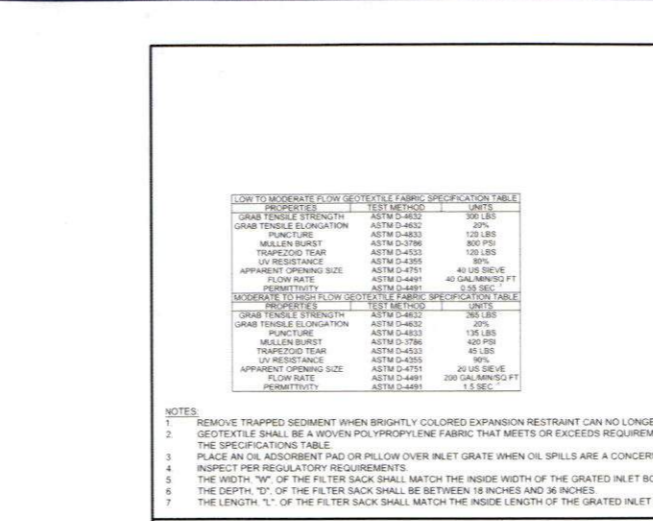 LOW TO MODERATE FLOW GEOTEXTILE FABRIC SPECIFICATION TABLE
PROPERTIES TEST METHOD UNITS
GRAB TENSILE STRENGTH ASTM D-4632 300 LBS
GRAB TENSILE ELONGATION ASTM D-4632 20%
PUNCTURE ASTM D-4833 120 LBS
MULLEN BURST ASTM D-3786 800 PSI
TRAPEZOID TEAR ASTM D-4533 120 LBS
UV RESISTANCE ASTM D-4355 80%
APPARENT OPENING SIZE ASTM D-4751 40 US SIEVE
FLOW RATE ASTM D-4491 40 GAL/MIN/SQ FT
PERMITTIVITY ASTM D-4491 0.55 SEC
MODERATE TO HIGH FLOW GEOTEXTILE FABRIC SPECIFICATION TABLE
PROPERTIES TEST METHOD UNITS
GRAB TENSILE STRENGTH ASTM D-4632 265 LBS
GRAB TENSILE ELONGATION ASTM D-4632 20%
PUNCTURE ASTM D-4833 135 LBS
MULLEN BURST ASTM D-3786 420 PSI
TRAPEZOID TEAR ASTM D-4533 45 LBS
UV RESISTANCE ASTM D-4355 90%
APPARENT OPENING SIZE ASTM D-4751 20 US SIEVE
FLOW RATE ASTM D-4491 200 GAL/MIN/SQ FT
PERMITTIVITY ASTM D-4491 1.5 SEC
NOTES:
1. REMOVE TRAPPED SEDIMENT WHEN BRIGHTLY COLORED EXPANSION RESTRAINT CAN NO LONGE
2. GEOTEXTILE SHALL BE A WOVEN POLYPROPYLENE FABRIC THAT MEETS OR EXCEEDS REQUIREM
THE SPECIFICATIONS TABLE.
3 PLACE AN OIL ADSORBENT PAD OR PILLOW OVER INLET GRATE WHEN OIL SPILLS ARE A CONCER
4 INSPECT PER REGULATORY REQUIREMENTS.
5 THE WIDTH, "W", OF THE FILTER SACK SHALL MATCH THE INSIDE WIDTH OF THE GRATED INLET BO
6 THE DEPTH, "D", OF THE FILTER SACK SHALL BE BETWEEN 18 INCHES AND 36 INCHES.
7 THE LENGTH, "L", OF THE FILTER SACK SHALL MATCH THE INSIDE LENGTH OF THE GRATED INLET